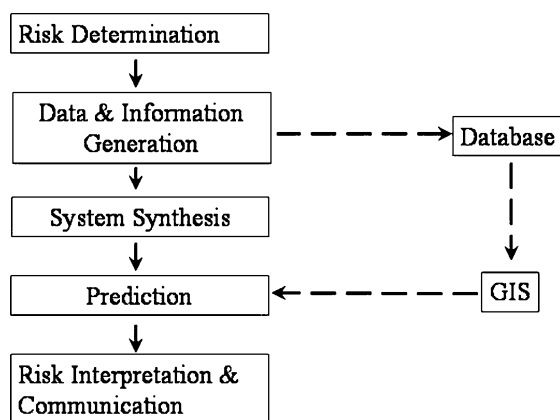 Risk Determination
Data & Information
Generation
Database
System Synthesis
Prediction
GIS
Risk Interpretation &
Communication